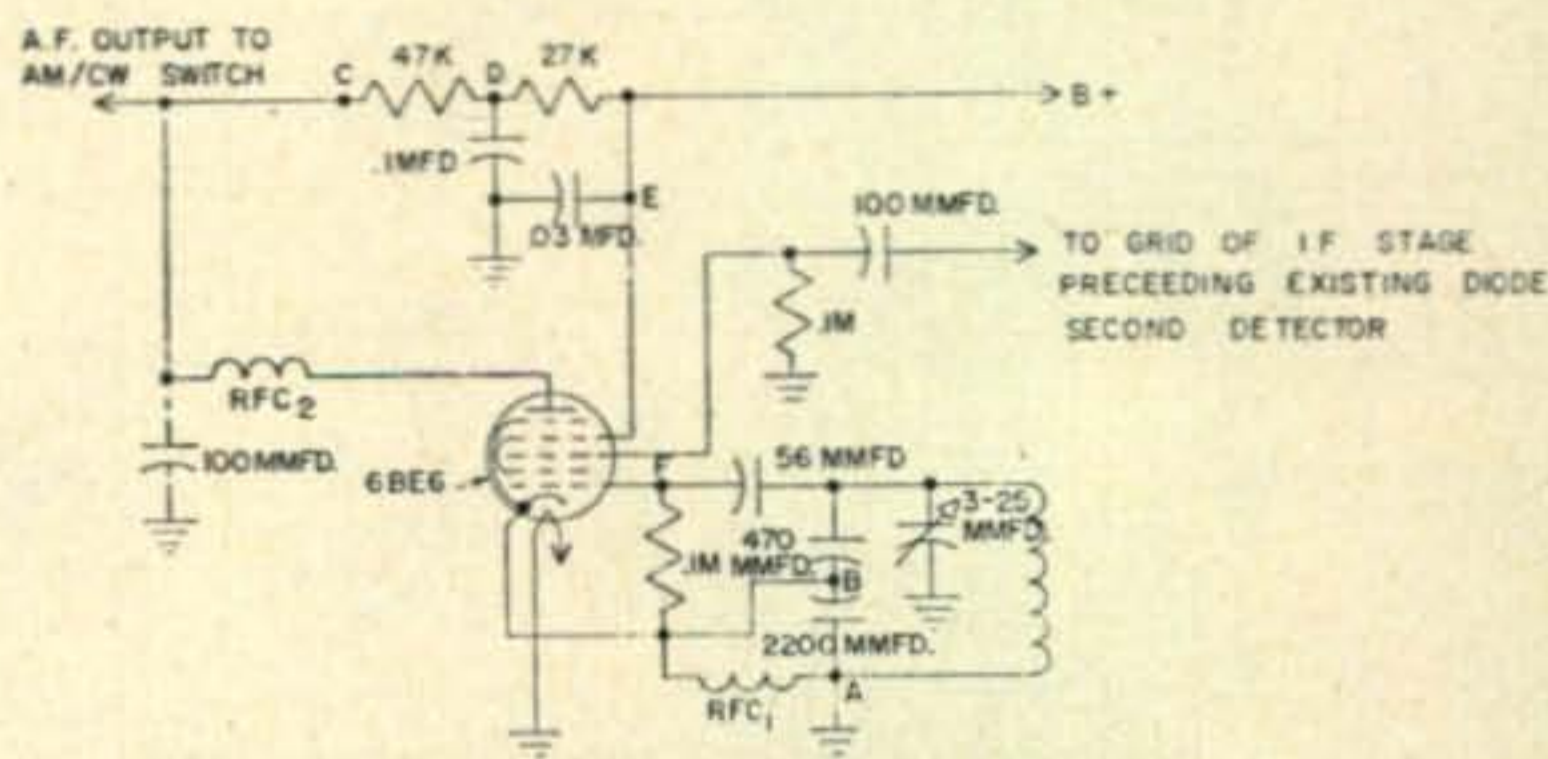 A.F. OUTPUT TO
AM/CW SWITCH
C
47K
D
27K
B +
.1MFD
E
.03 MFD.
100 MMFD.
TO GRID OF IF STAGE
PRECEEDING EXISTING DIODE
SECOND DETECTOR
.1M
RFC2
100MMFD.
6BE6
F
56 MMFD
3-25
MMFD.
470
MMFD.
.1M
B
2200 MMFD.
A
RFC1